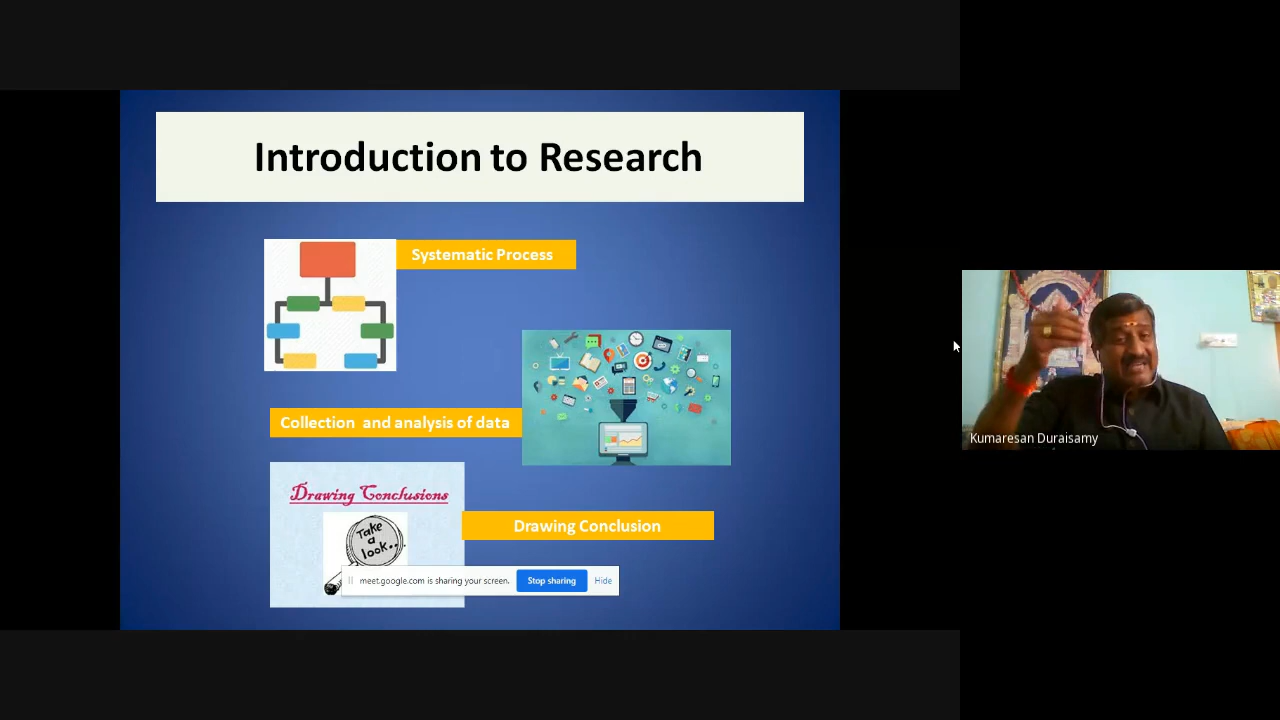 Introduction to Research
Systematic Process
Collection and analysis of data
Drawing Conclusions
Take
a
look..
Drawing Conclusion
meet.google.com is sharing your screen.
Stop sharing
Hide
Kumaresan Duraisamy